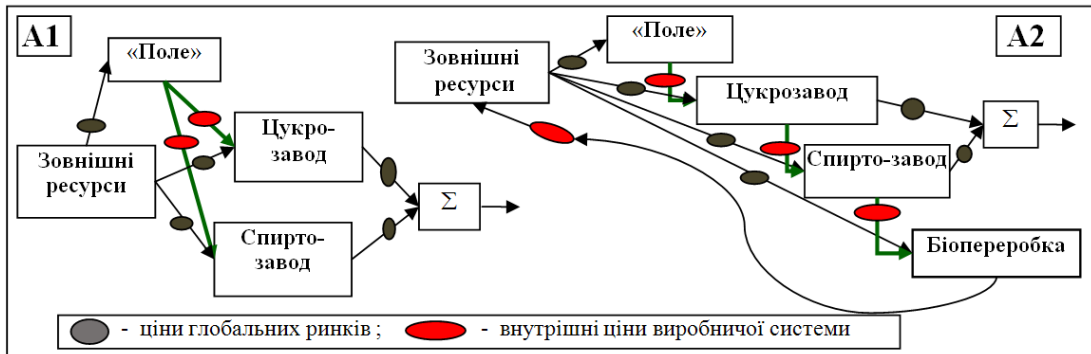 А1
«Поле»
Зовнішні
ресурси
Цукро-
завод
Спирто-
завод
Σ
А2
Зовнішні
ресурси
«Поле»
Цукрозавод
Спирто-завод
Біопереробка
Σ
- ціни глобальних ринків ; - внутрішні ціни виробничої системи